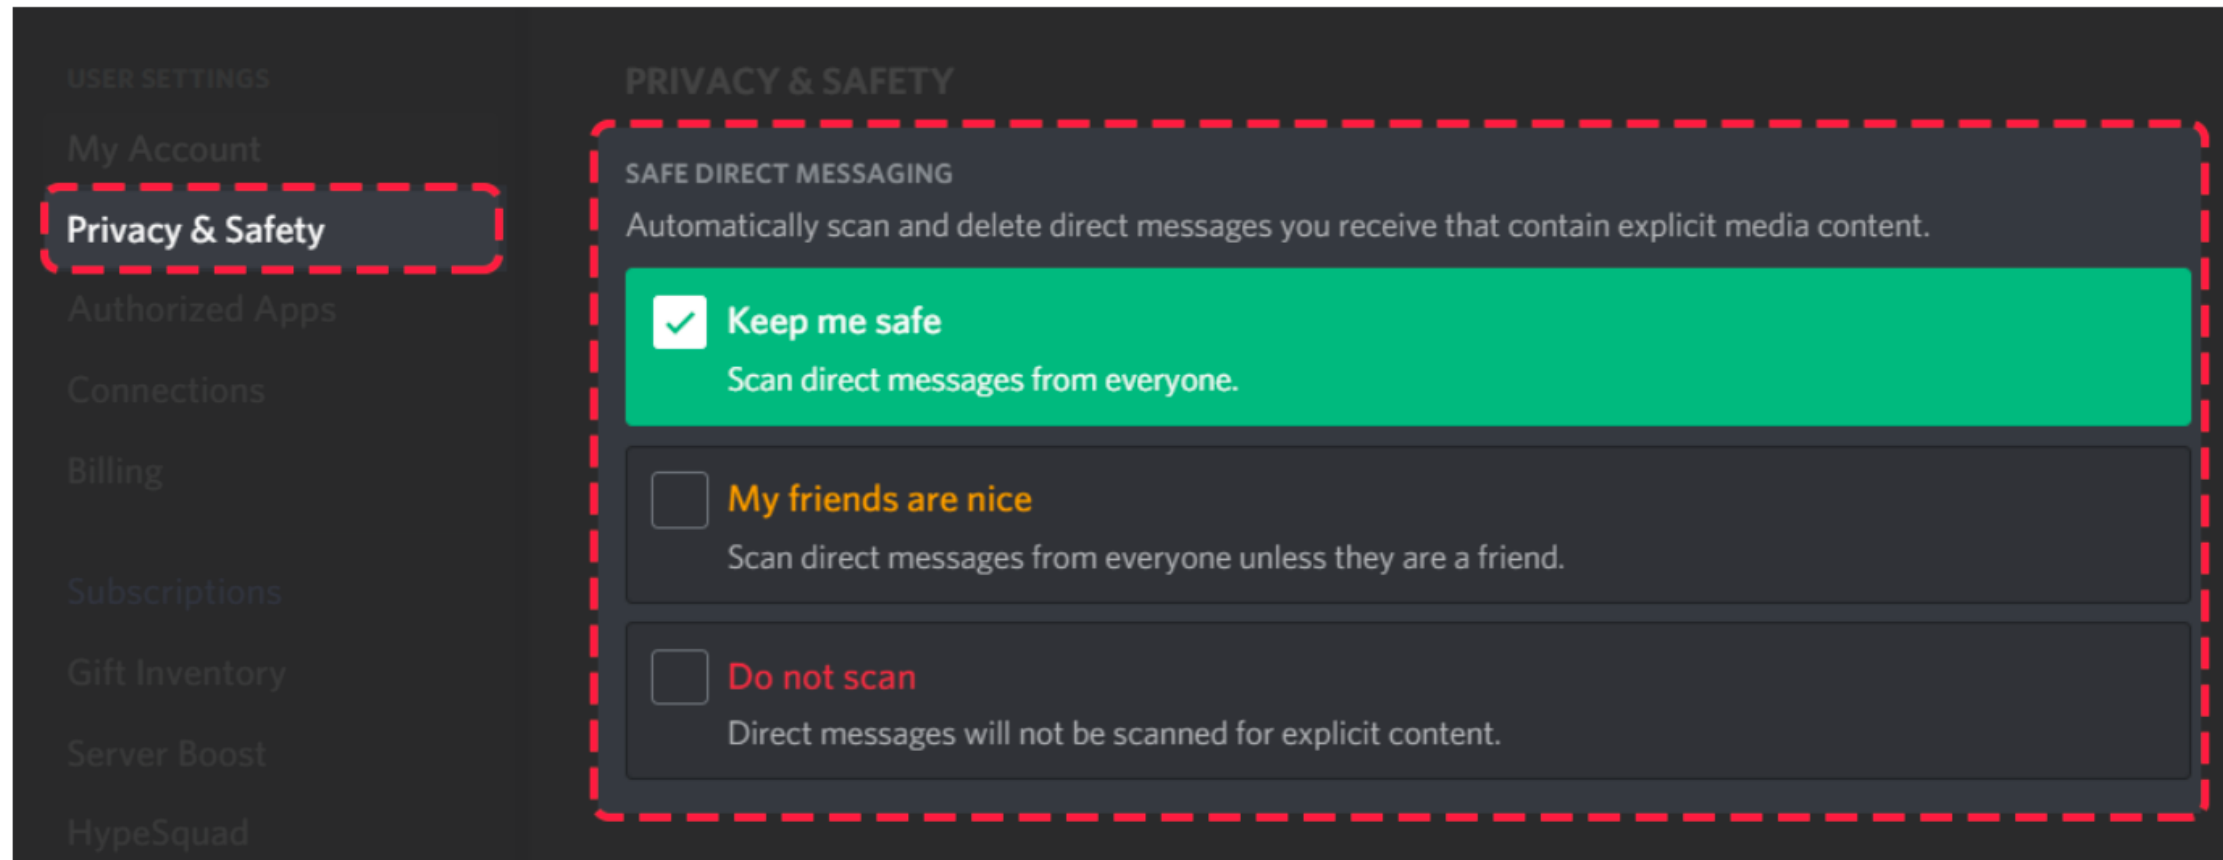 USER SETTINGS
My Account
Privacy & Safety
Authorized Apps
Connections
Billing
Subscriptions
Gift Inventory
Server Boost
HypeSquad
PRIVACY & SAFETY
SAFE DIRECT MESSAGING
Automatically scan and delete direct messages you receive that contain explicit media content.
Keep me safe
Scan direct messages from everyone.
My friends are nice
Scan direct messages from everyone unless they are a friend.
Do not scan
Direct messages will not be scanned for explicit content.